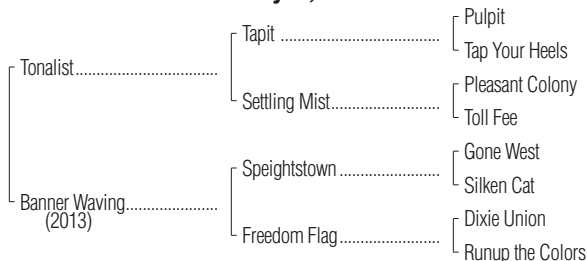 Pulpit
Tapit ....................................
Tap Your Heels
Tonalist................................
Pleasant Colony
Settling Mist.........................
Toll Fee
Gone West
Speightstown .......................
Silken Cat
Banner Waving.....................
(2013)
Dixie Union
Freedom Flag.......................
Runup the Colors